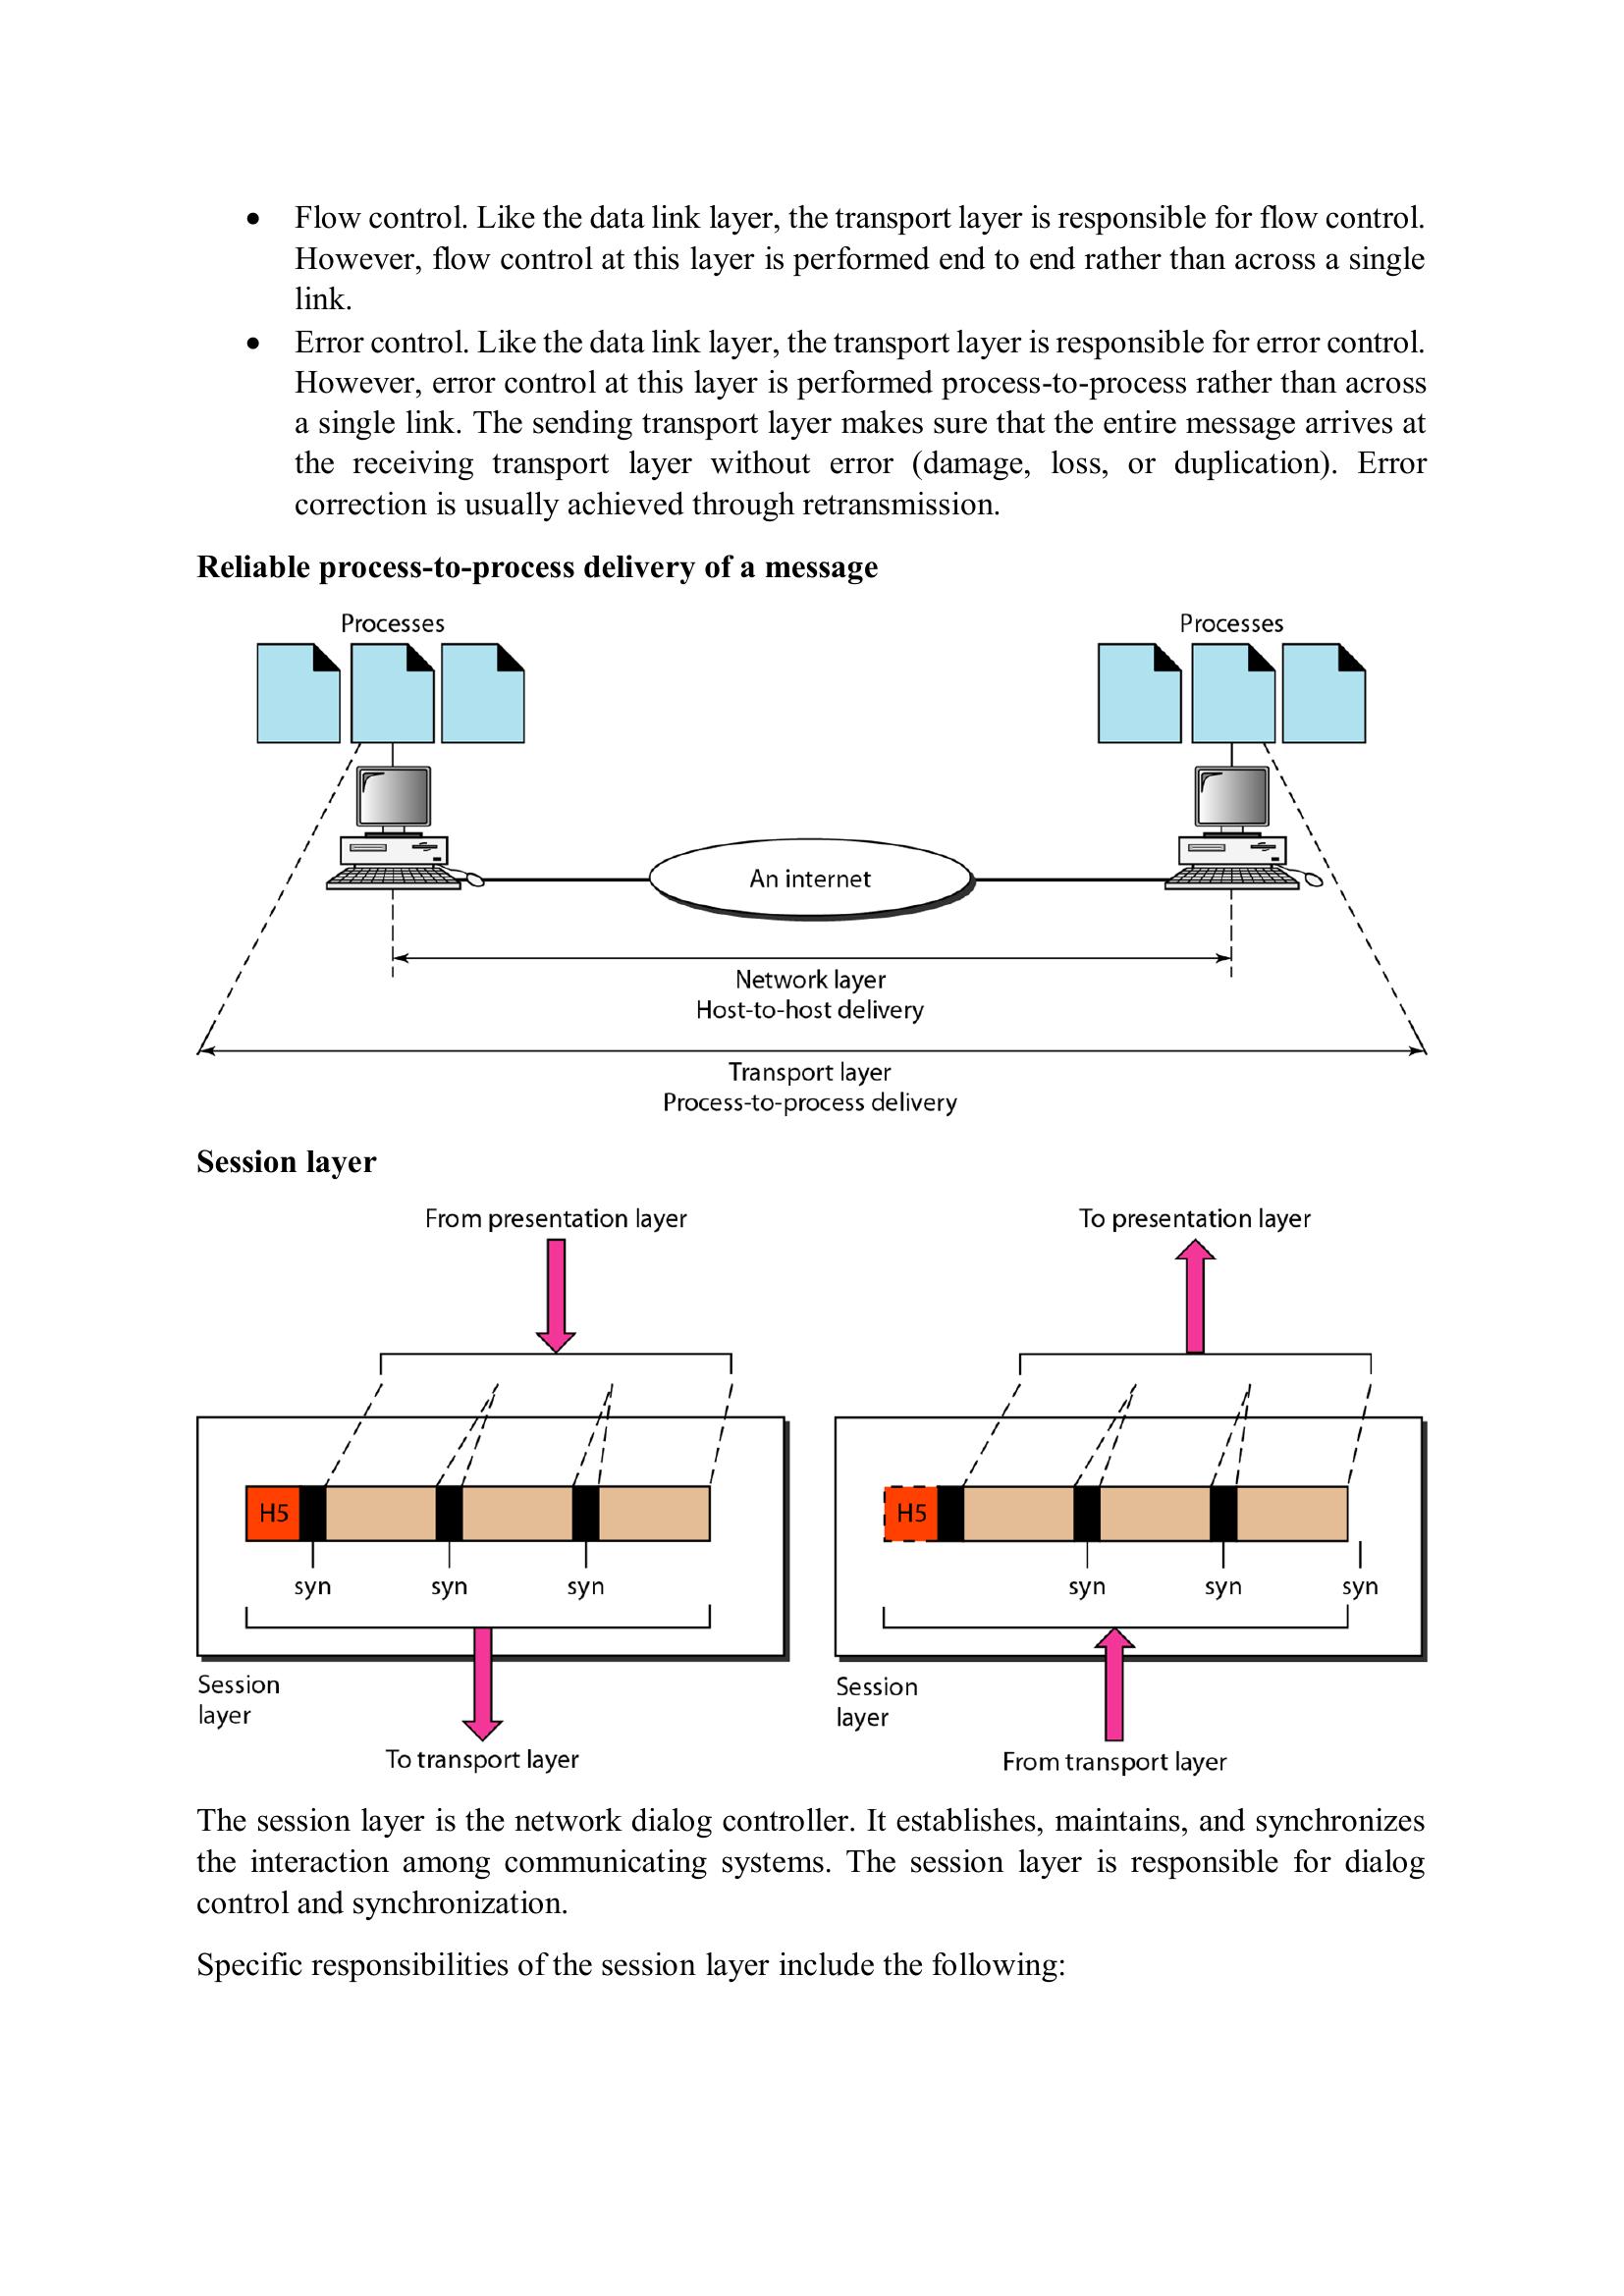 • Flow control. Like the data link layer, the transport layer is responsible for flow control.
However, flow control at this layer is performed end to end rather than across a single
link.
• Error control. Like the data link layer, the transport layer is responsible for error control.
However, error control at this layer is performed process-to-process rather than across
a single link. The sending transport layer makes sure that the entire message arrives at
the receiving transport layer without error (damage, loss, or duplication). Error
correction is usually achieved through retransmission.
Reliable process-to-process delivery of a message
Processes
Processes
An internet
Network layer
Host-to-host delivery
Transport layer
Process-to-process delivery
Session layer
From presentation layer
To presentation layer
H5
H5
syn syn syn
syn syn syn
Session
layer
Session
layer
To transport layer
From transport layer
The session layer is the network dialog controller. It establishes, maintains, and synchronizes
the interaction among communicating systems. The session layer is responsible for dialog
control and synchronization.
Specific responsibilities of the session layer include the following: